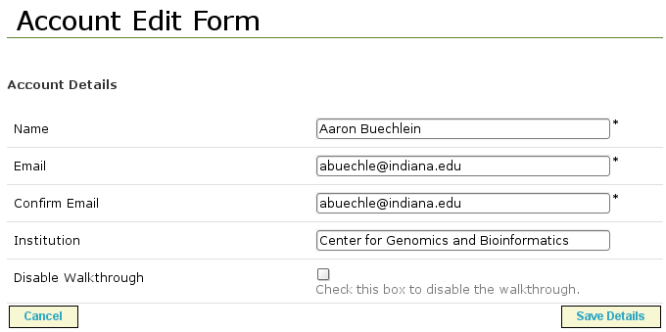 Account Edit Form
Account Details
Name Aaron Buechlein *
Email abuechle@indiana.edu *
Confirm Email abuechle@indiana.edu *
Institution Center for Genomics and Bioinformatics
Disable Walkthrough
Check this box to disable the walkthrough.
Cancel Save Details